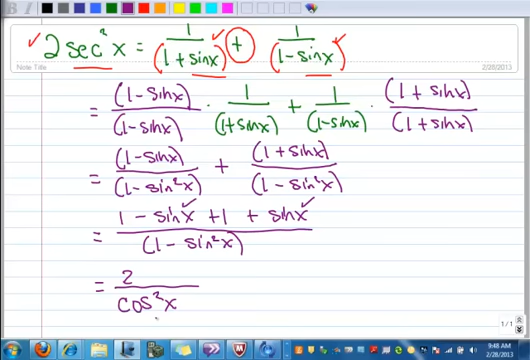 2 sec²x = 1/(1 + sinx) + 1/(1 - sinx)
Note Title
2/28/2013
= (1 - sinx)/(1 - sinx) · 1/(1 + sinx) + 1/(1 - sinx) · (1 + sinx)/(1 + sinx)
= (1 - sinx)/(1 - sin²x) + (1 + sinx)/(1 - sin²x)
= 1 - sinx + 1 + sinx/(1 - sin²x)
= 2/cos²x
1/1
9:48 AM
2/28/2013